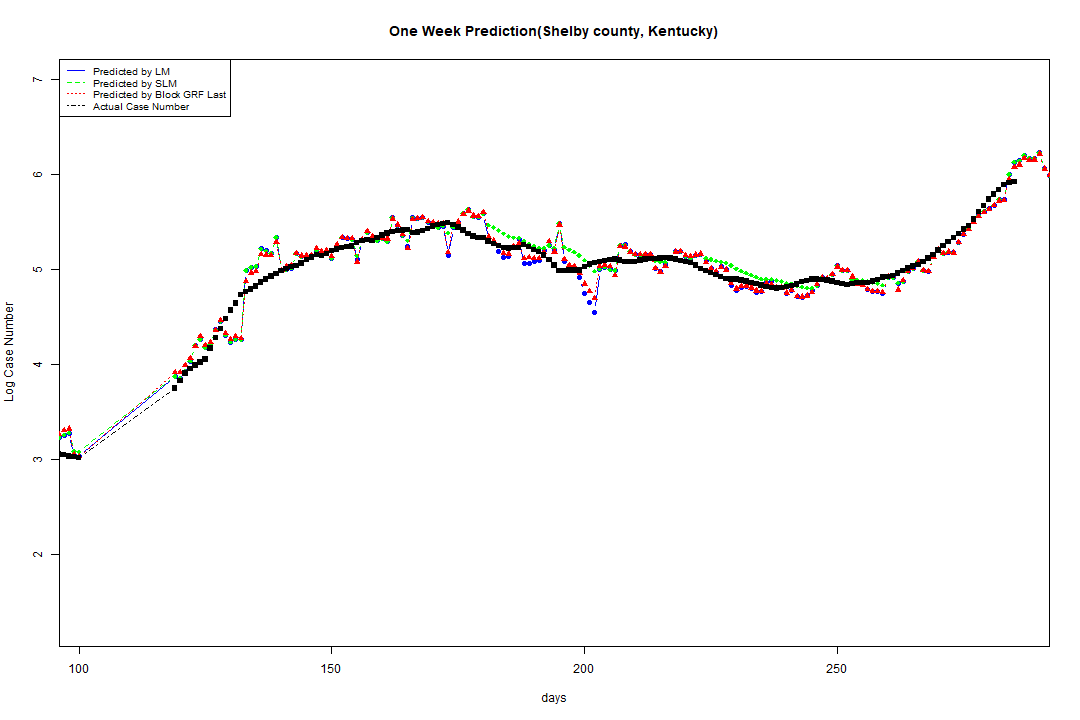 One Week Prediction(Shelby county, Kentucky)
Predicted by LM
Predicted by SLM
Predicted by Block GRF Last
Actual Case Number
7
6
5
4
3
2
Log Case Number
100 150 200 250
days